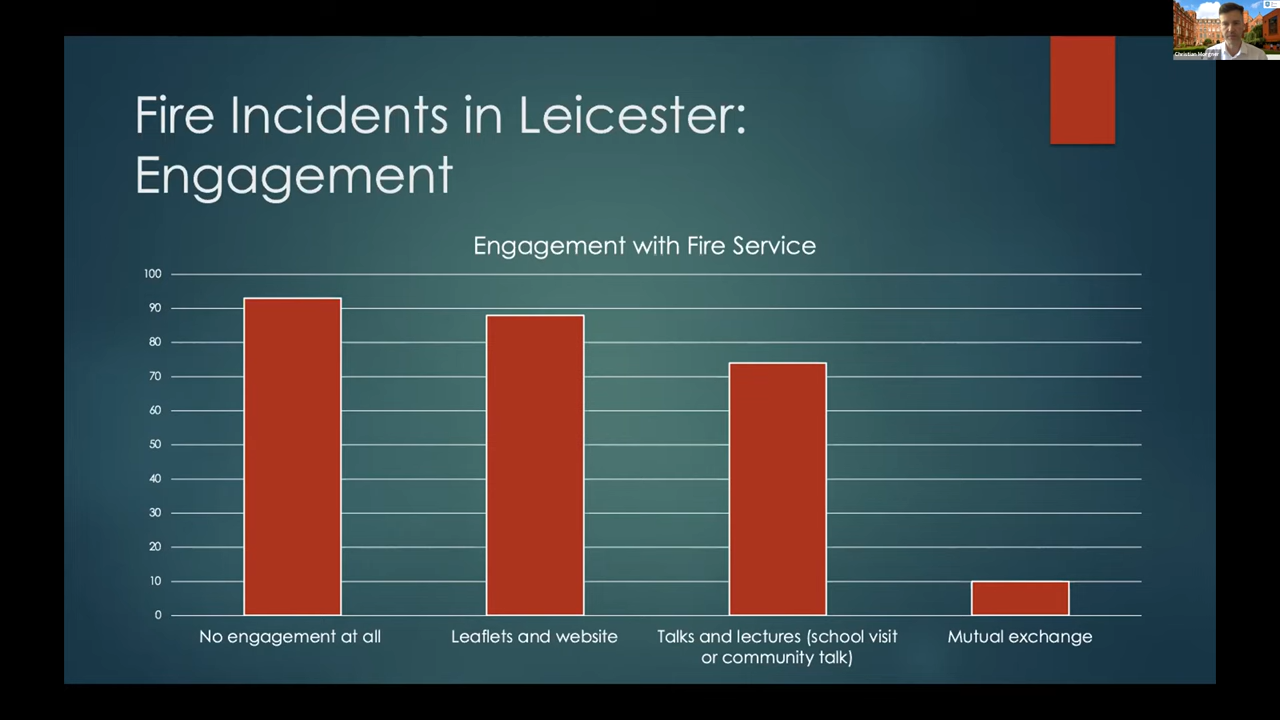 Fire Incidents in Leicester:
Engagement
Engagement with Fire Service
100
90
80
70
60
50
40
30
20
10
0
No engagement at all
Leaflets and website
Talks and lectures (school visit
or community talk)
Mutual exchange
Christian